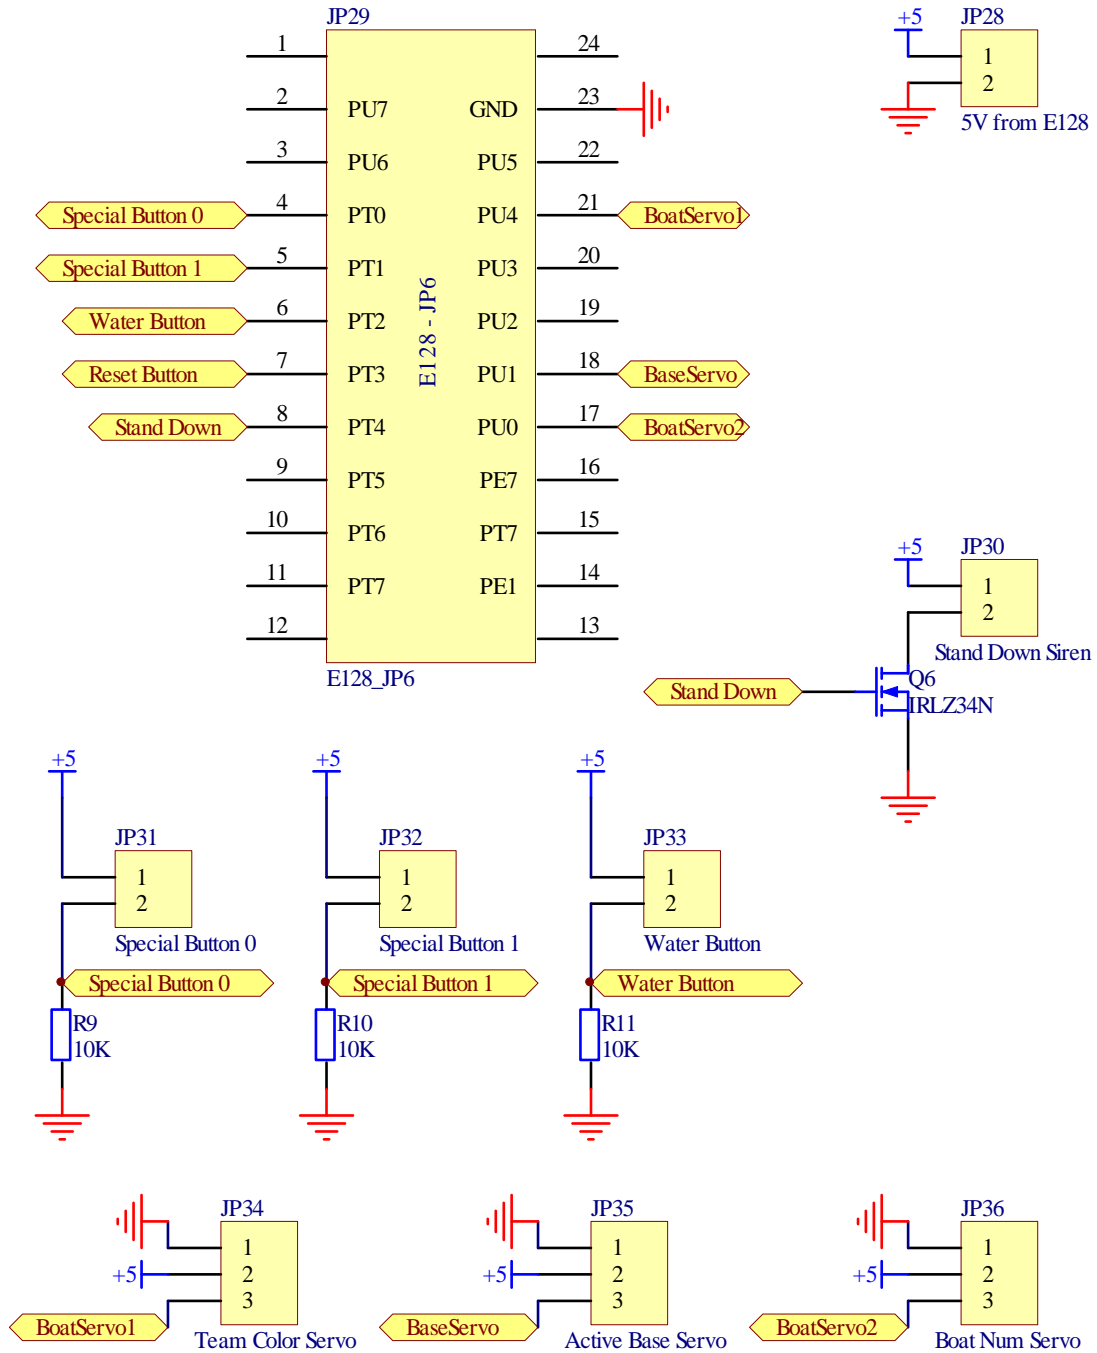 JP29
1 24
2 PU7 GND 23
3 PU6 PU5 22
Special Button 0 4 PT0 PU4 21 BoatServo1
Special Button 1 5 PT1 PU3 20
Water Button 6 PT2 PU2 19
Reset Button 7 PT3 PU1 18 BaseServo
Stand Down 8 PT4 PU0 17 BoatServo2
9 PT5 PE7 16
10 PT6 PT7 15
11 PT7 PE1 14
12 13
E128 - JP6
E128_JP6
+5 JP28
1
2
5V from E128
+5 JP30
1
2
Stand Down Siren
Stand Down
Q6
IRLZ34N
+5
JP31
1
2
Special Button 0
Special Button 0
R9
10K
+5
JP32
1
2
Special Button 1
Special Button 1
R10
10K
+5
JP33
1
2
Water Button
Water Button
R11
10K
JP34
1
+5 2
BoatServo1 3
Team Color Servo
JP35
1
+5 2
BaseServo 3
Active Base Servo
JP36
1
+5 2
BoatServo2 3
Boat Num Servo